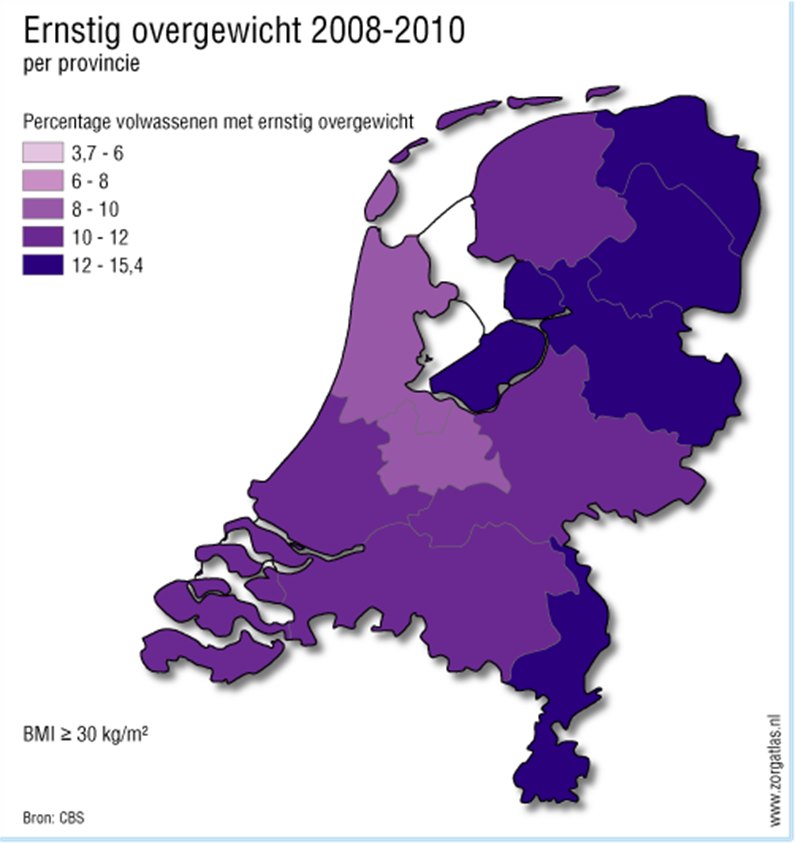 Ernstig overgewicht 2008-2010
per provincie
Percentage volwassenen met ernstig overgewicht
3,7 - 6
6 - 8
8 - 10
10 - 12
12 - 15,4
BMI ≥ 30 kg/m²
Bron: CBS
www.zorgatlas.nl